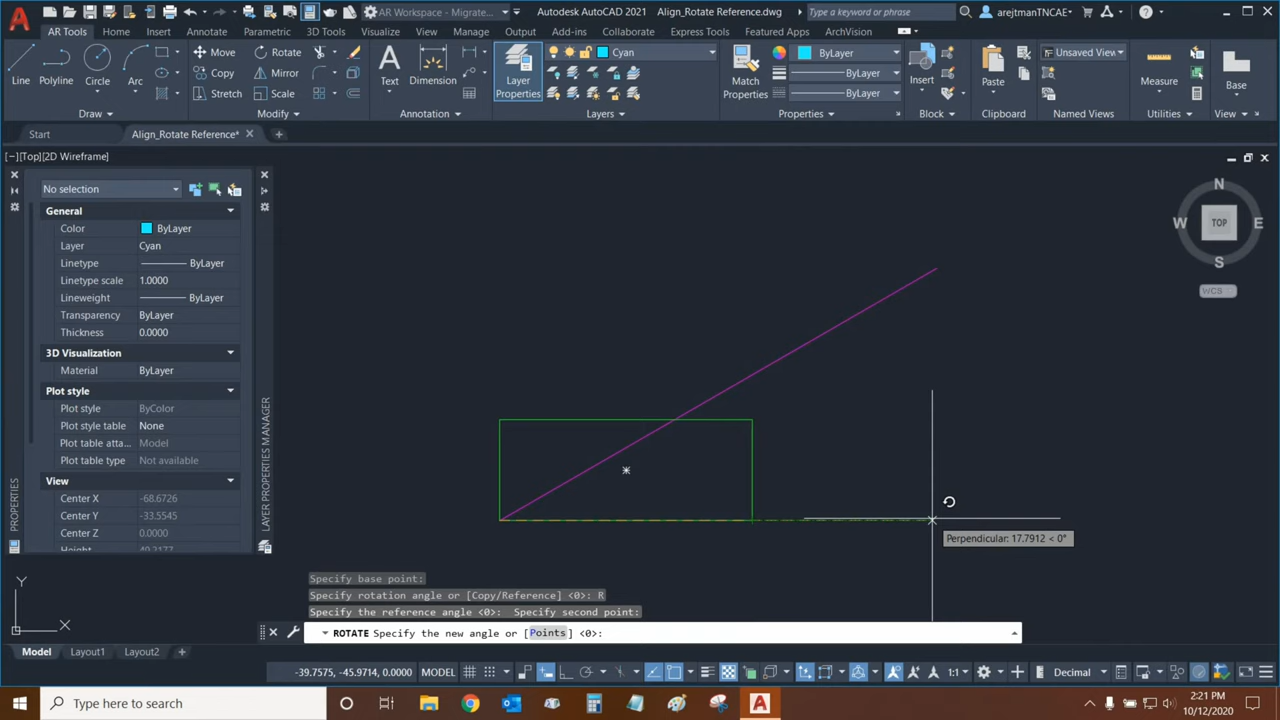 AR Workspace - Migrate... Autodesk AutoCAD 2021 Align_Rotate Reference.dwg Type a keyword or phrase arejtmanTNCAE
AR Tools Home Insert Annotate Parametric 3D Tools Visualize View Manage Output Add-ins Collaborate Express Tools Featured Apps ArchVision
Line Polyline Circle Arc Move Rotate Copy Mirror Stretch Scale Text Dimension Layer Properties Cyan Match Properties ByLayer ByLayer ByLayer Insert Paste Unsaved View Measure Base
Draw Modify Annotation Layers Properties Block Clipboard Named Views Utilities View
Start Align_Rotate Reference*
[−][Top][2D Wireframe]
No selection
General
Color ByLayer
Layer Cyan
Linetype ByLayer
Linetype scale 1.0000
Lineweight ByLayer
Transparency ByLayer
Thickness 0.0000
3D Visualization
Material ByLayer
Plot style
Plot style ByColor
Plot style table None
Plot table atta... Model
Plot table type Not available
View
Center X -68.6726
Center Y -33.5545
Center Z 0.0000
Height 49.2177
PROPERTIES
LAYER PROPERTIES MANAGER
N
W TOP E
S
WCS
Perpendicular: 17.7912 < 0°
Y
X
Specify base point:
Specify rotation angle or [Copy/Reference] <0>: R
Specify the reference angle <0>: Specify second point:
ROTATE Specify the new angle or [Points] <0>:
Model Layout1 Layout2
-39.7575, -45.9714, 0.0000 MODEL 1:1 Decimal
Type here to search
2:21 PM
10/12/2020